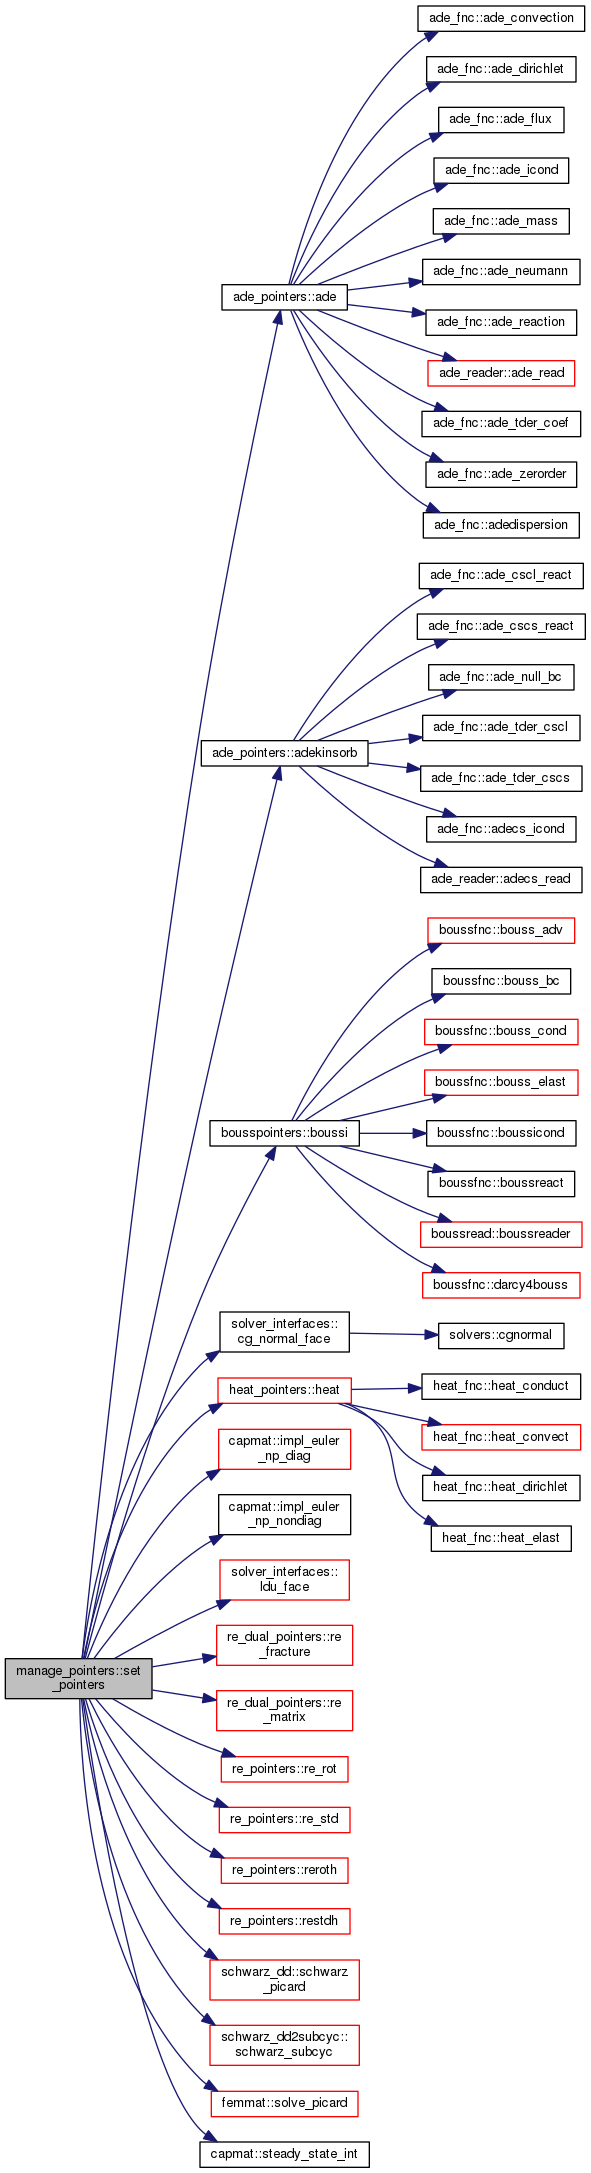 ade_fnc::ade_convection
ade_fnc::ade_dirichlet
ade_fnc::ade_flux
ade_fnc::ade_icond
ade_fnc::ade_mass
ade_fnc::ade_neumann
ade_pointers::ade
ade_fnc::ade_reaction
ade_reader::ade_read
ade_fnc::ade_tder_coef
ade_fnc::ade_zerorder
ade_fnc::adedispersion
ade_fnc::ade_cscl_react
ade_fnc::ade_cscs_react
ade_fnc::ade_null_bc
ade_fnc::ade_tder_cscl
ade_pointers::adekinsorb
ade_fnc::ade_tder_cscs
ade_fnc::adecs_icond
ade_reader::adecs_read
boussfnc::bouss_adv
boussfnc::bouss_bc
boussfnc::bouss_cond
boussfnc::bouss_elast
bousspointers::boussi
boussfnc::boussicond
boussfnc::boussreact
boussread::boussreader
boussfnc::darcy4bouss
solver_interfaces::
cg_normal_face
solvers::cgnormal
heat_pointers::heat
heat_fnc::heat_conduct
heat_fnc::heat_convect
capmat::impl_euler
_np_diag
heat_fnc::heat_dirichlet
capmat::impl_euler
_np_nondiag
heat_fnc::heat_elast
solver_interfaces::
ldu_face
re_dual_pointers::re
_fracture
manage_pointers::set
_pointers
re_dual_pointers::re
_matrix
re_pointers::re_rot
re_pointers::re_std
re_pointers::reroth
re_pointers::restdh
schwarz_dd::schwarz
_picard
schwarz_dd2subcyc::
schwarz_subcyc
femmat::solve_picard
capmat::steady_state_int